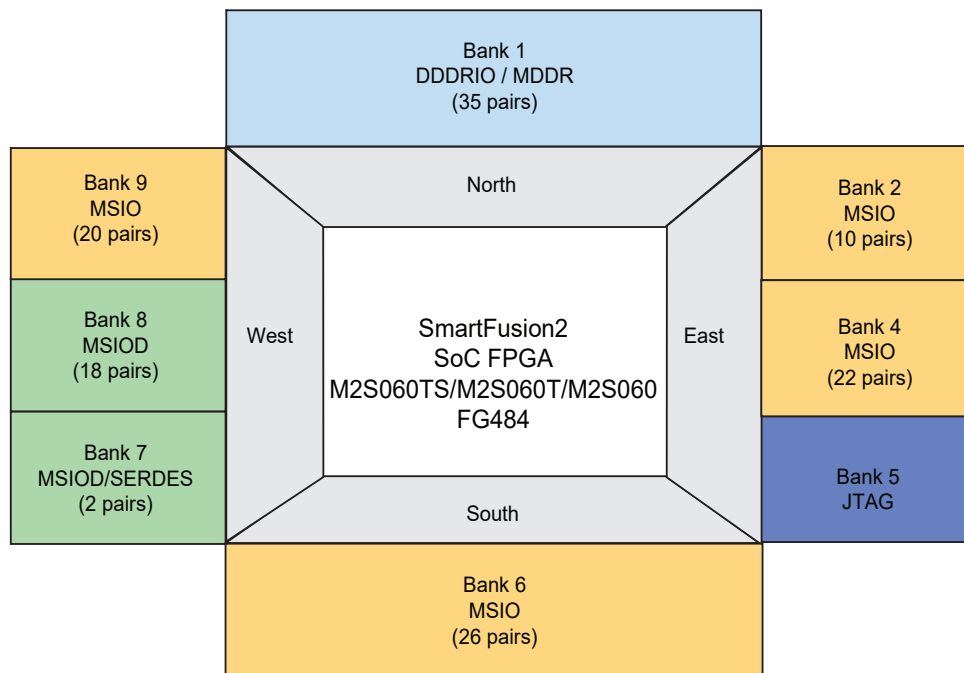 Bank 1
DDDRIO / MDDR
(35 pairs)
Bank 9
MSIO
(20 pairs)
North
Bank 2
MSIO
(10 pairs)
Bank 8
MSIOD
(18 pairs)
West
SmartFusion2
SoC FPGA
M2S060TS/M2S060T/M2S060
FG484
East
Bank 4
MSIO
(22 pairs)
Bank 7
MSIOD/SERDES
(2 pairs)
South
Bank 5
JTAG
Bank 6
MSIO
(26 pairs)